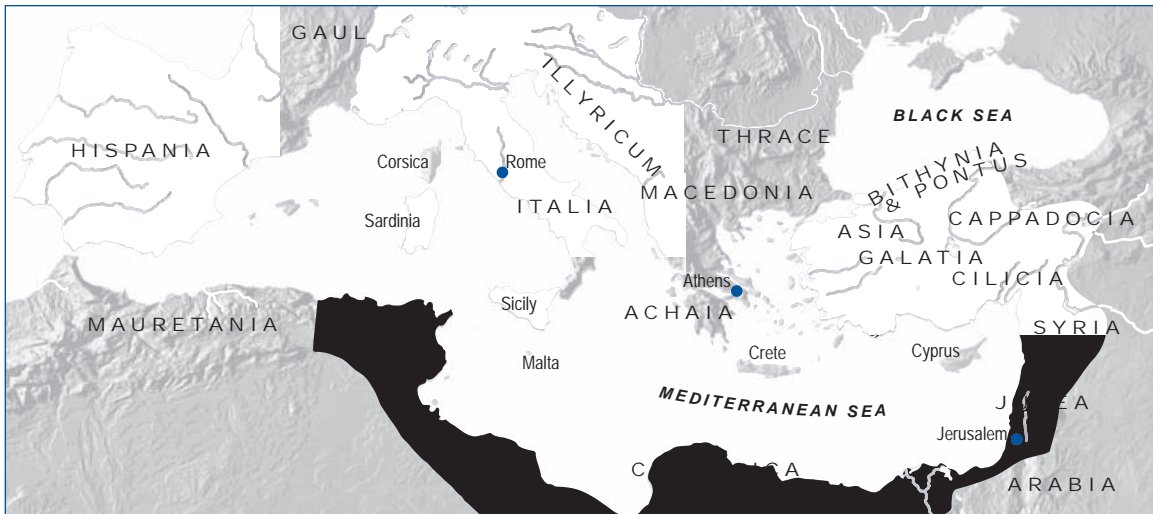 GAUL
ILLYRICUM
BLACK SEA
HISPANIA
THRACE
Corsica
Rome
BITHYNIA
& PONTUS
MACEDONIA
Sardinia
ITALIA
CAPPADOCIA
ASIA
GALATIA
CILICIA
Athens
Sicily
ACHAIA
MAURETANIA
SYRIA
Malta
Crete
Cyprus
MEDITERRANEAN SEA
Jerusalem
ARABIA